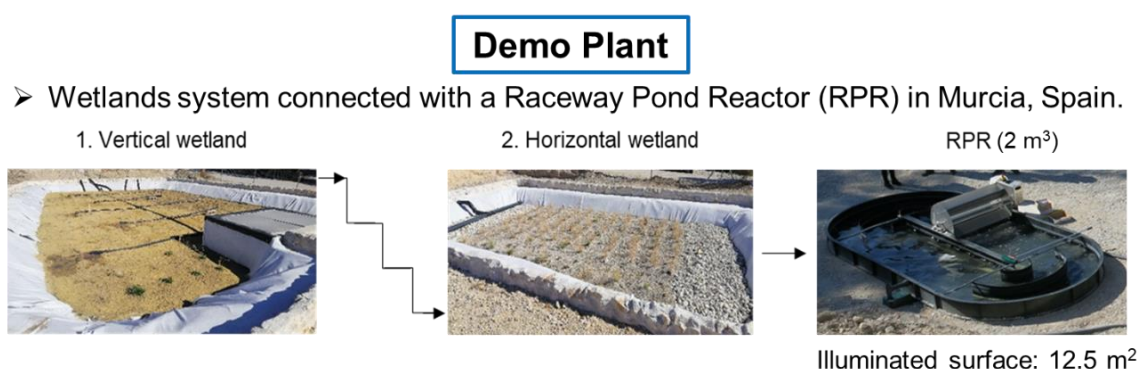 Demo Plant
➢ Wetlands system connected with a Raceway Pond Reactor (RPR) in Murcia, Spain.
1. Vertical wetland
2. Horizontal wetland
RPR (2 m³)
Illuminated surface: 12.5 m²